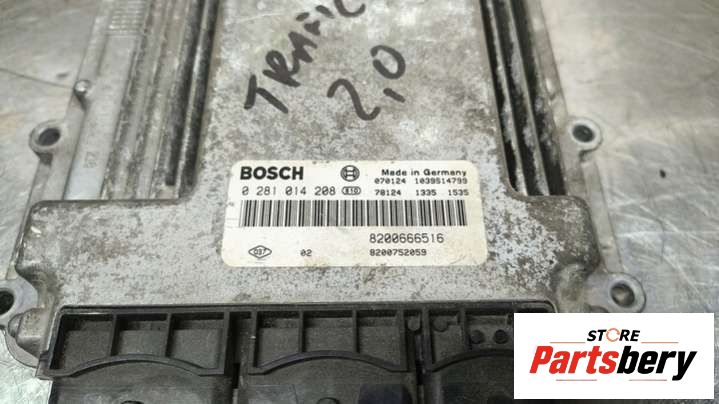 TRAFIC
2,0
BOSCH
Made in Germany
070124 1039S14799
0 281 014 208
70124 1335 1535
8200666516
02
8200752059
STORE
Partsbery